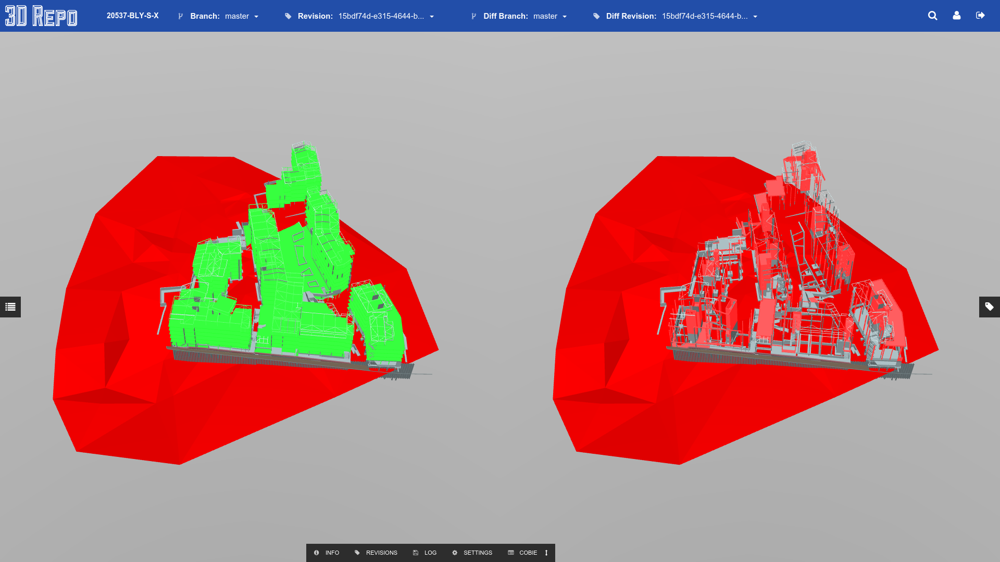 3D REPO 20537-BLY-S-X Branch: master Revision: 15bdf74d-e315-4644-b... Diff Branch: master Diff Revision: 15bdf74d-e315-4644-b...
INFO REVISIONS LOG SETTINGS COBIE